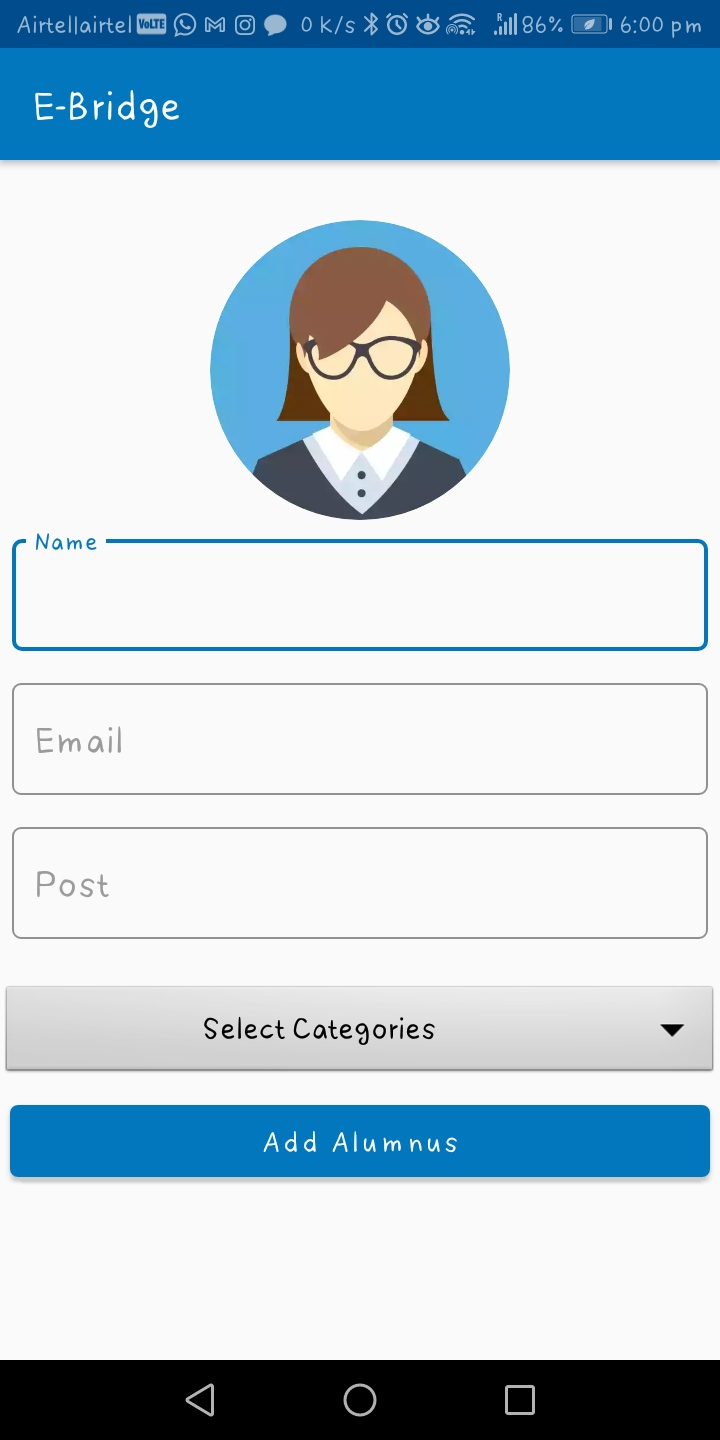 Airtel|airtel VoLTE 0 K/s R 86% 6:00 pm
E-Bridge
Name
Email
Post
Select Categories
Add Alumnus